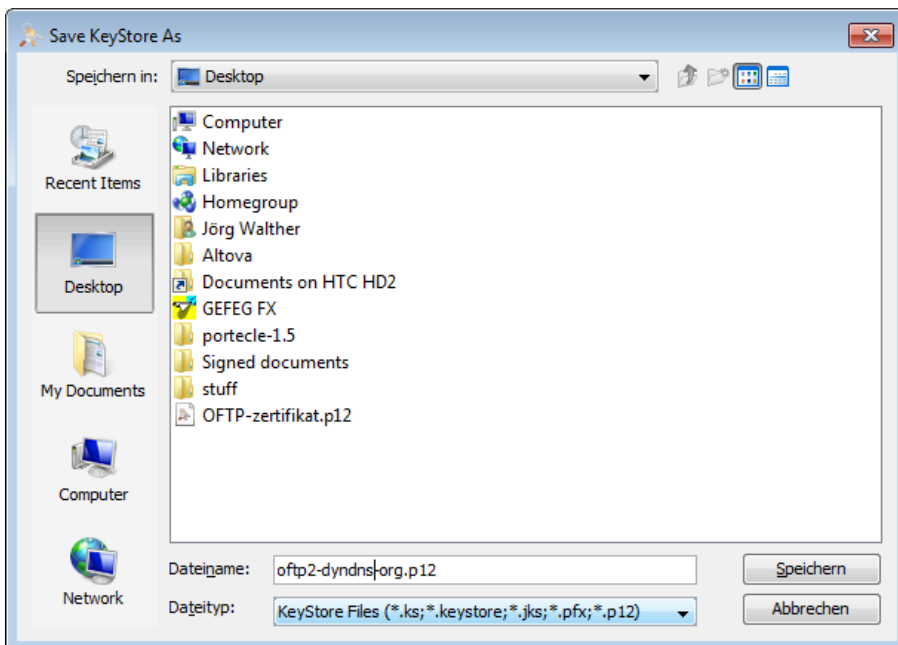 Save KeyStore As
Speichern in:
Desktop
Recent Items
Desktop
My Documents
Computer
Network
Computer
Network
Libraries
Homegroup
Jörg Walther
Altova
Documents on HTC HD2
GEFEG FX
portecle-1.5
Signed documents
stuff
OFTP-zertifikat.p12
Dateiname:
oftp2-dyndns-org.p12
Speichern
Dateityp:
KeyStore Files (*.ks;*.keystore;*.jks;*.pfx;*.p12)
Abbrechen